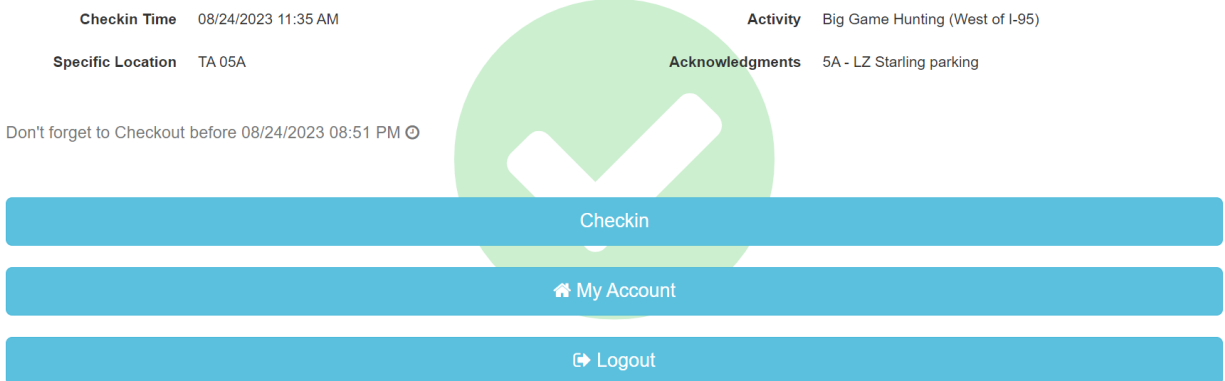 Checkin Time 08/24/2023 11:35 AM Activity Big Game Hunting (West of I-95)
Specific Location TA 05A Acknowledgments 5A - LZ Starling parking
Don't forget to Checkout before 08/24/2023 08:51 PM
Checkin
My Account
Logout